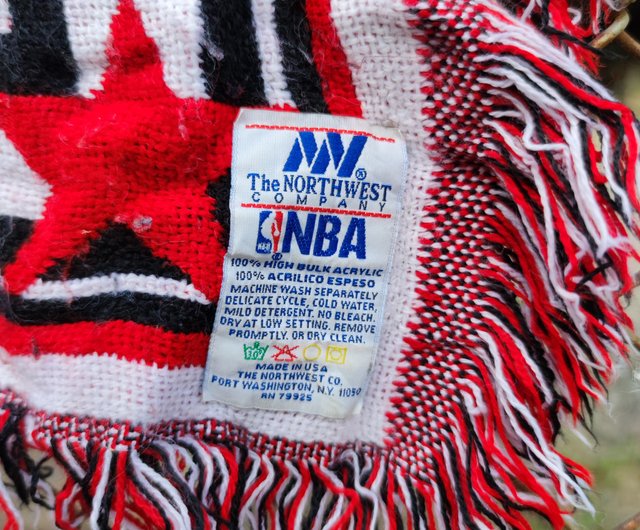 The NORTHWEST
COMPANY
NBA
100% HIGH BULK ACRYLIC
100% ACRILICO ESPESO
MACHINE WASH SEPARATELY
DELICATE CYCLE, COLD WATER,
MILD DETERGENT. NO BLEACH.
DRY AT LOW SETTING. REMOVE
PROMPTLY. OR DRY CLEAN.
MADE IN USA
THE NORTHWEST CO.
PORT WASHINGTON, N.Y. 11050
RN 79925